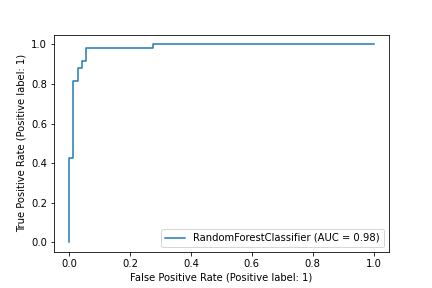 True Positive Rate (Positive label: 1)
1.0
0.8
0.6
0.4
0.2
0.0
RandomForestClassifier (AUC = 0.98)
0.0 0.2 0.4 0.6 0.8 1.0
False Positive Rate (Positive label: 1)